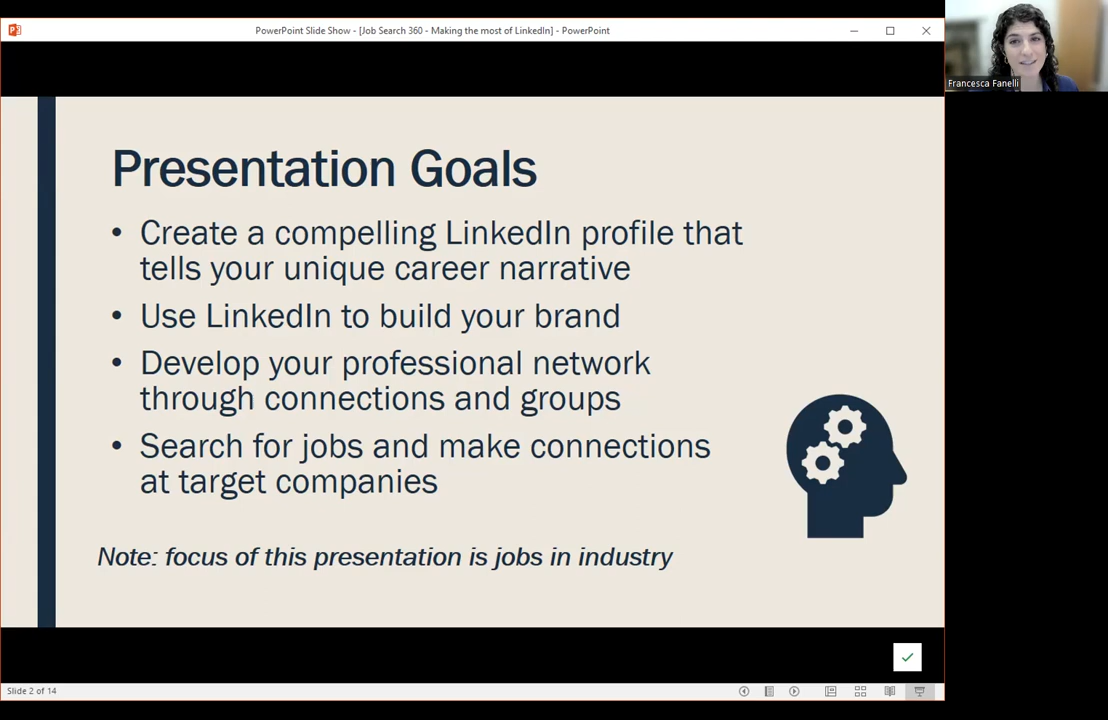 PowerPoint Slide Show - [Job Search 360 - Making the most of LinkedIn] - PowerPoint
Francesca Fanelli
Presentation Goals
• Create a compelling LinkedIn profile that
tells your unique career narrative
• Use LinkedIn to build your brand
• Develop your professional network
through connections and groups
• Search for jobs and make connections
at target companies
Note: focus of this presentation is jobs in industry
Slide 2 of 14